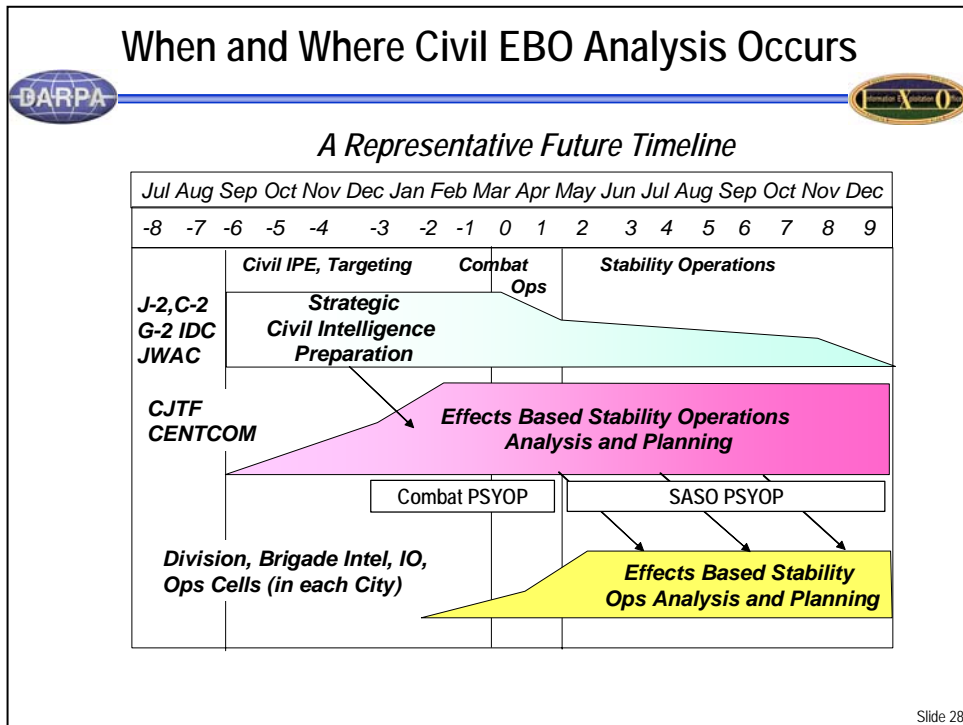 When and Where Civil EBO Analysis Occurs
DARPA
Information Exploitation Office
I X O
A Representative Future Timeline
Jul Aug Sep Oct Nov Dec Jan Feb Mar Apr May Jun Jul Aug Sep Oct Nov Dec
-8 -7 -6 -5 -4 -3 -2 -1 0 1 2 3 4 5 6 7 8 9
Civil IPE, Targeting
Combat
Ops
Stability Operations
J-2,C-2
G-2 IDC
JWAC
Strategic
Civil Intelligence
Preparation
CJTF
CENTCOM
Effects Based Stability Operations
Analysis and Planning
Combat PSYOP
SASO PSYOP
Division, Brigade Intel, IO,
Ops Cells (in each City)
Effects Based Stability
Ops Analysis and Planning
Slide 28